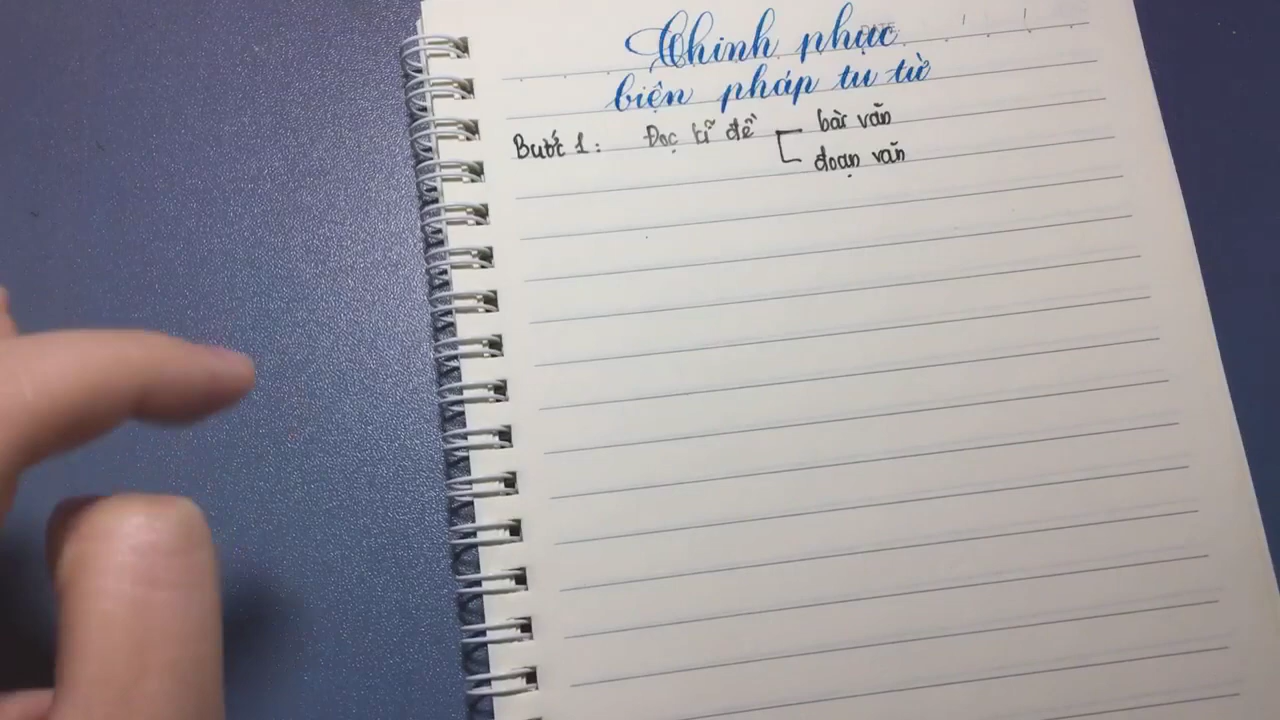 Chinh phục
biện pháp tu từ
Bước 1: Đọc kĩ đề
bài văn
đoạn văn